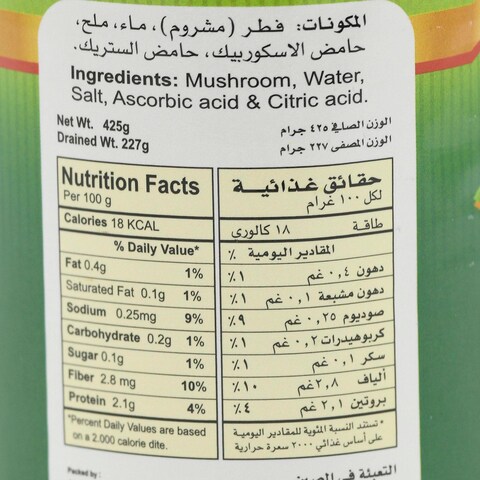 المكونات: فطر (مشروم)، ماء، ملح،
حامض الاسكوربيك، حامض الستريك.
Ingredients: Mushroom, Water,
Salt, Ascorbic acid & Citric acid.
Net Wt. 425g
الوزن الصافي ٤٢٥ جرام
Drained Wt. 227g
الوزن المصفى ٢٢٧ جرام
Nutrition Facts
Per 100 g
Calories 18 KCAL
% Daily Value*
Fat 0.4g 1%
Saturated Fat 0.1g 1%
Sodium 0.25mg 9%
Carbohydrate 0.2g 1%
Sugar 0.1g 1%
Fiber 2.8 mg 10%
Protein 2.1g 4%
*Percent Daily Values are based
on a 2.000 calorie dite.
حقائق غذائية
لكل ١٠٠ غرام
طاقة ١٨ كالورى
المقادير اليومية ٪
دهون ٠,٤ غم ١٪
دهون مشبعة ٠,١ غم ١٪
صوديوم ٠,٢٥ غم ٩٪
كربوهيدرات ٠,٢ غم ١٪
سكر ٠,١ غم ١٪
ألياف ٢,٨غم ١٠٪
بروتين ٢,١ غم ٤٪
* تستند النسبة المئوية للمقادير اليومية
على أساس غذائي ٢٠٠٠ سعرة حرارية
Packed by :
التعبئة في الصين